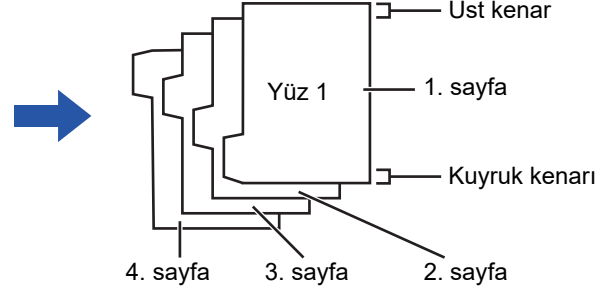 Üst kenar
Yüz 1
1. sayfa
Kuyruk kenarı
4. sayfa
3. sayfa
2. sayfa